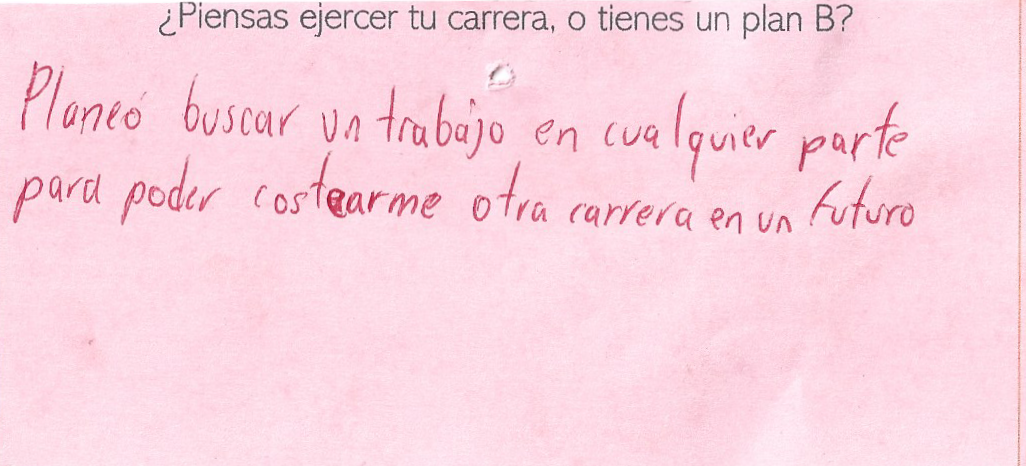 ¿Piensas ejercer tu carrera, o tienes un plan B?
Planeó buscar un trabajo en cualquier parte
para poder costearme otra carrera en un futuro